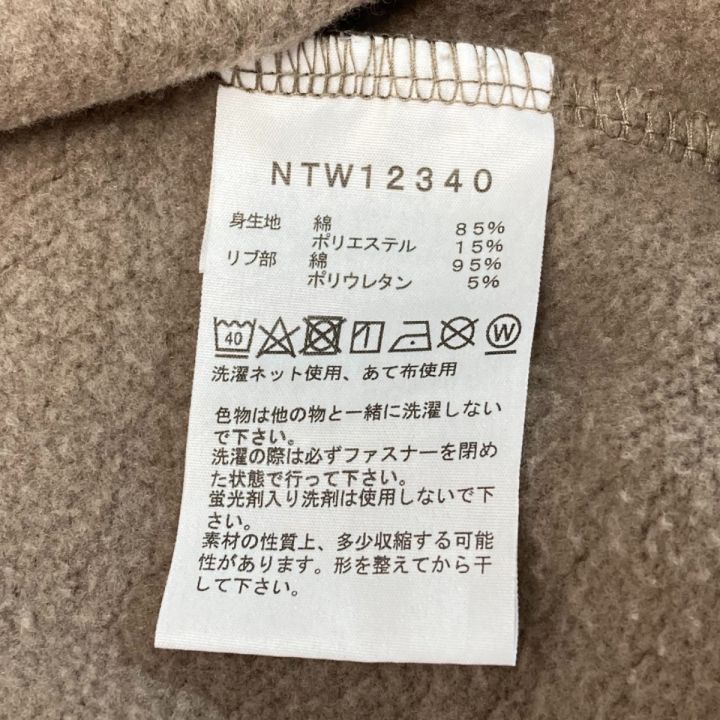 NTW12340
身生地 綿 85%
ポリエステル 15%
リブ部 綿 95%
ポリウレタン 5%
40 W
洗濯ネット使用、あて布使用
色物は他の物と一緒に洗濯しない
で下さい。
洗濯の際は必ずファスナーを閉め
た状態で行って下さい。
蛍光剤入り洗剤は使用しないで下
さい。
素材の性質上、多少収縮する可能
性があります。形を整えてから干
して下さい。